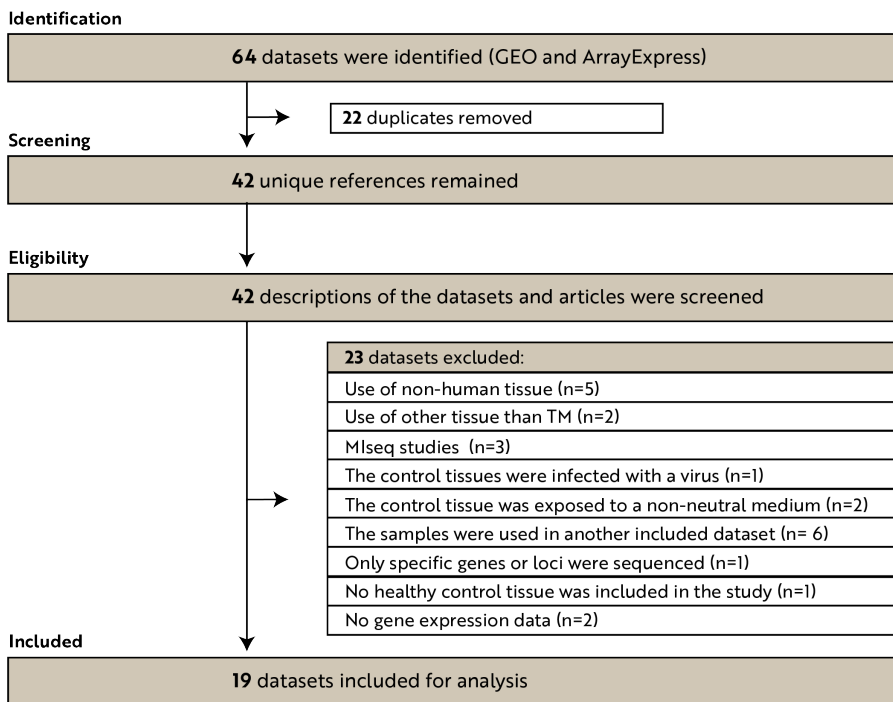 Identification
64 datasets were identified (GEO and ArrayExpress)
22 duplicates removed
Screening
42 unique references remained
Eligibility
42 descriptions of the datasets and articles were screened
23 datasets excluded:
Use of non-human tissue (n=5)
Use of other tissue than TM (n=2)
MIseq studies (n=3)
The control tissues were infected with a virus (n=1)
The control tissue was exposed to a non-neutral medium (n=2)
The samples were used in another included dataset (n= 6)
Only specific genes or loci were sequenced (n=1)
No healthy control tissue was included in the study (n=1)
No gene expression data (n=2)
Included
19 datasets included for analysis